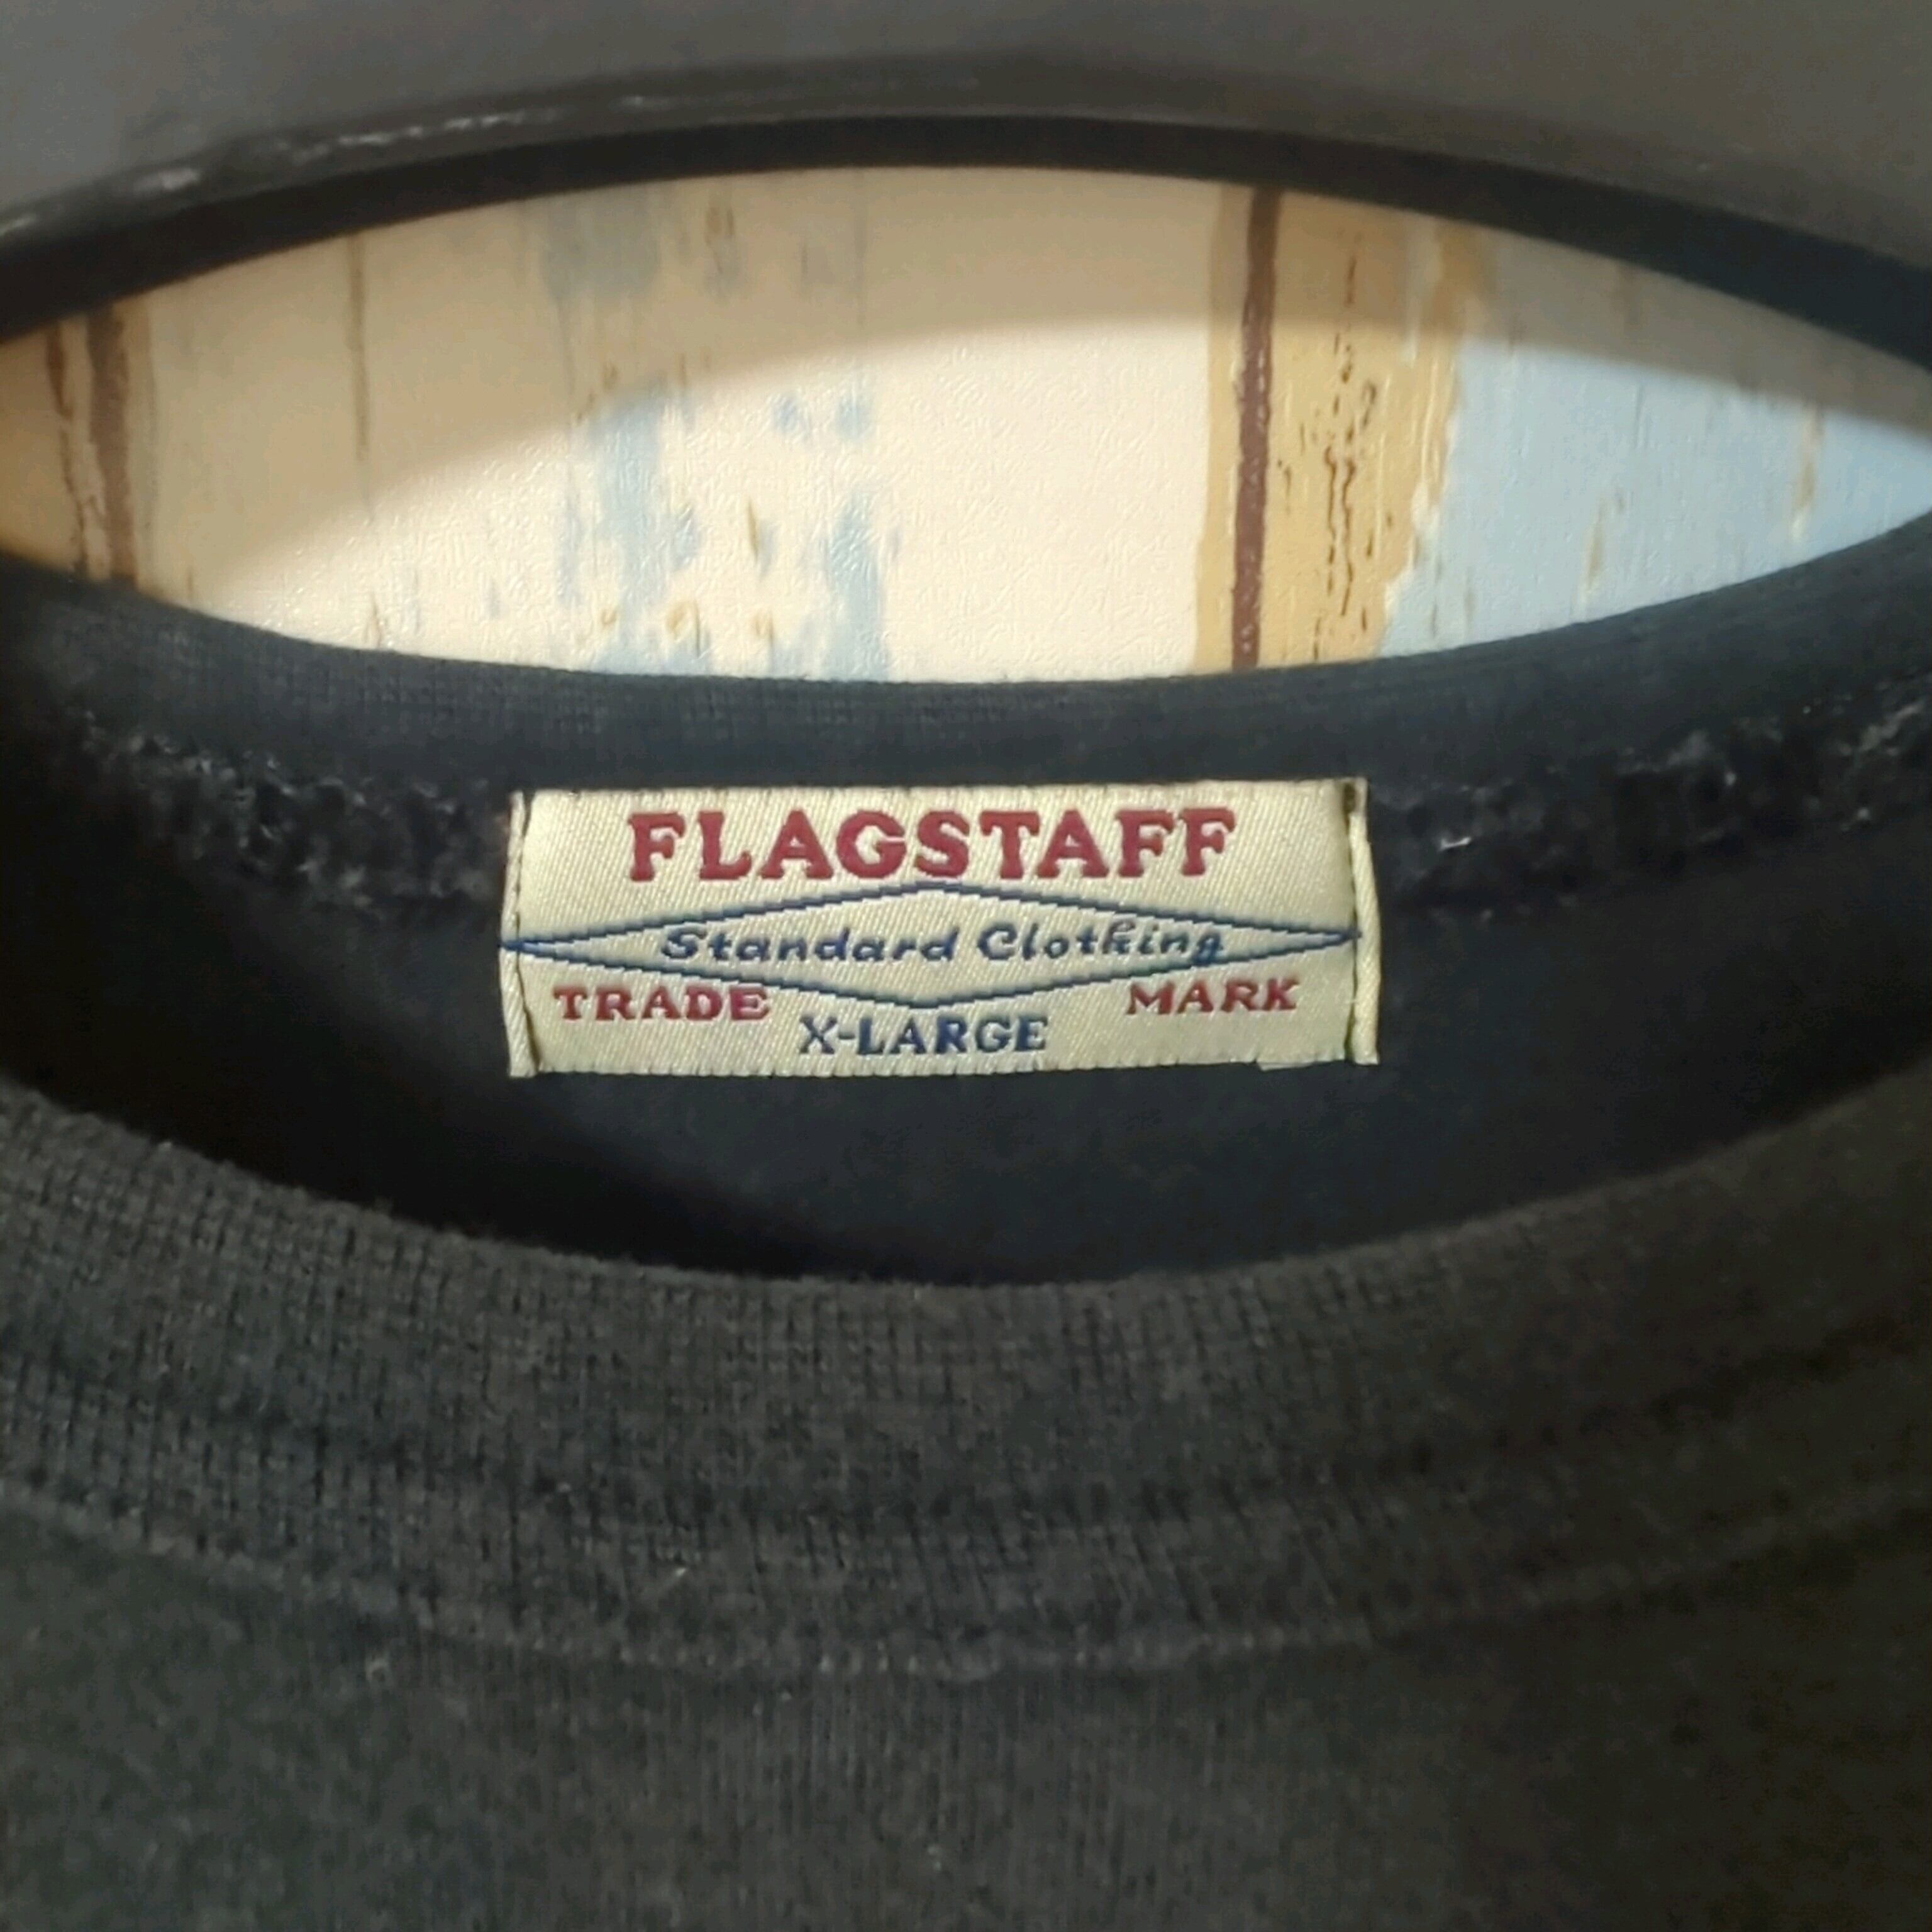 FLAGSTAFF
Standard Clothing
TRADE MARK
X-LARGE